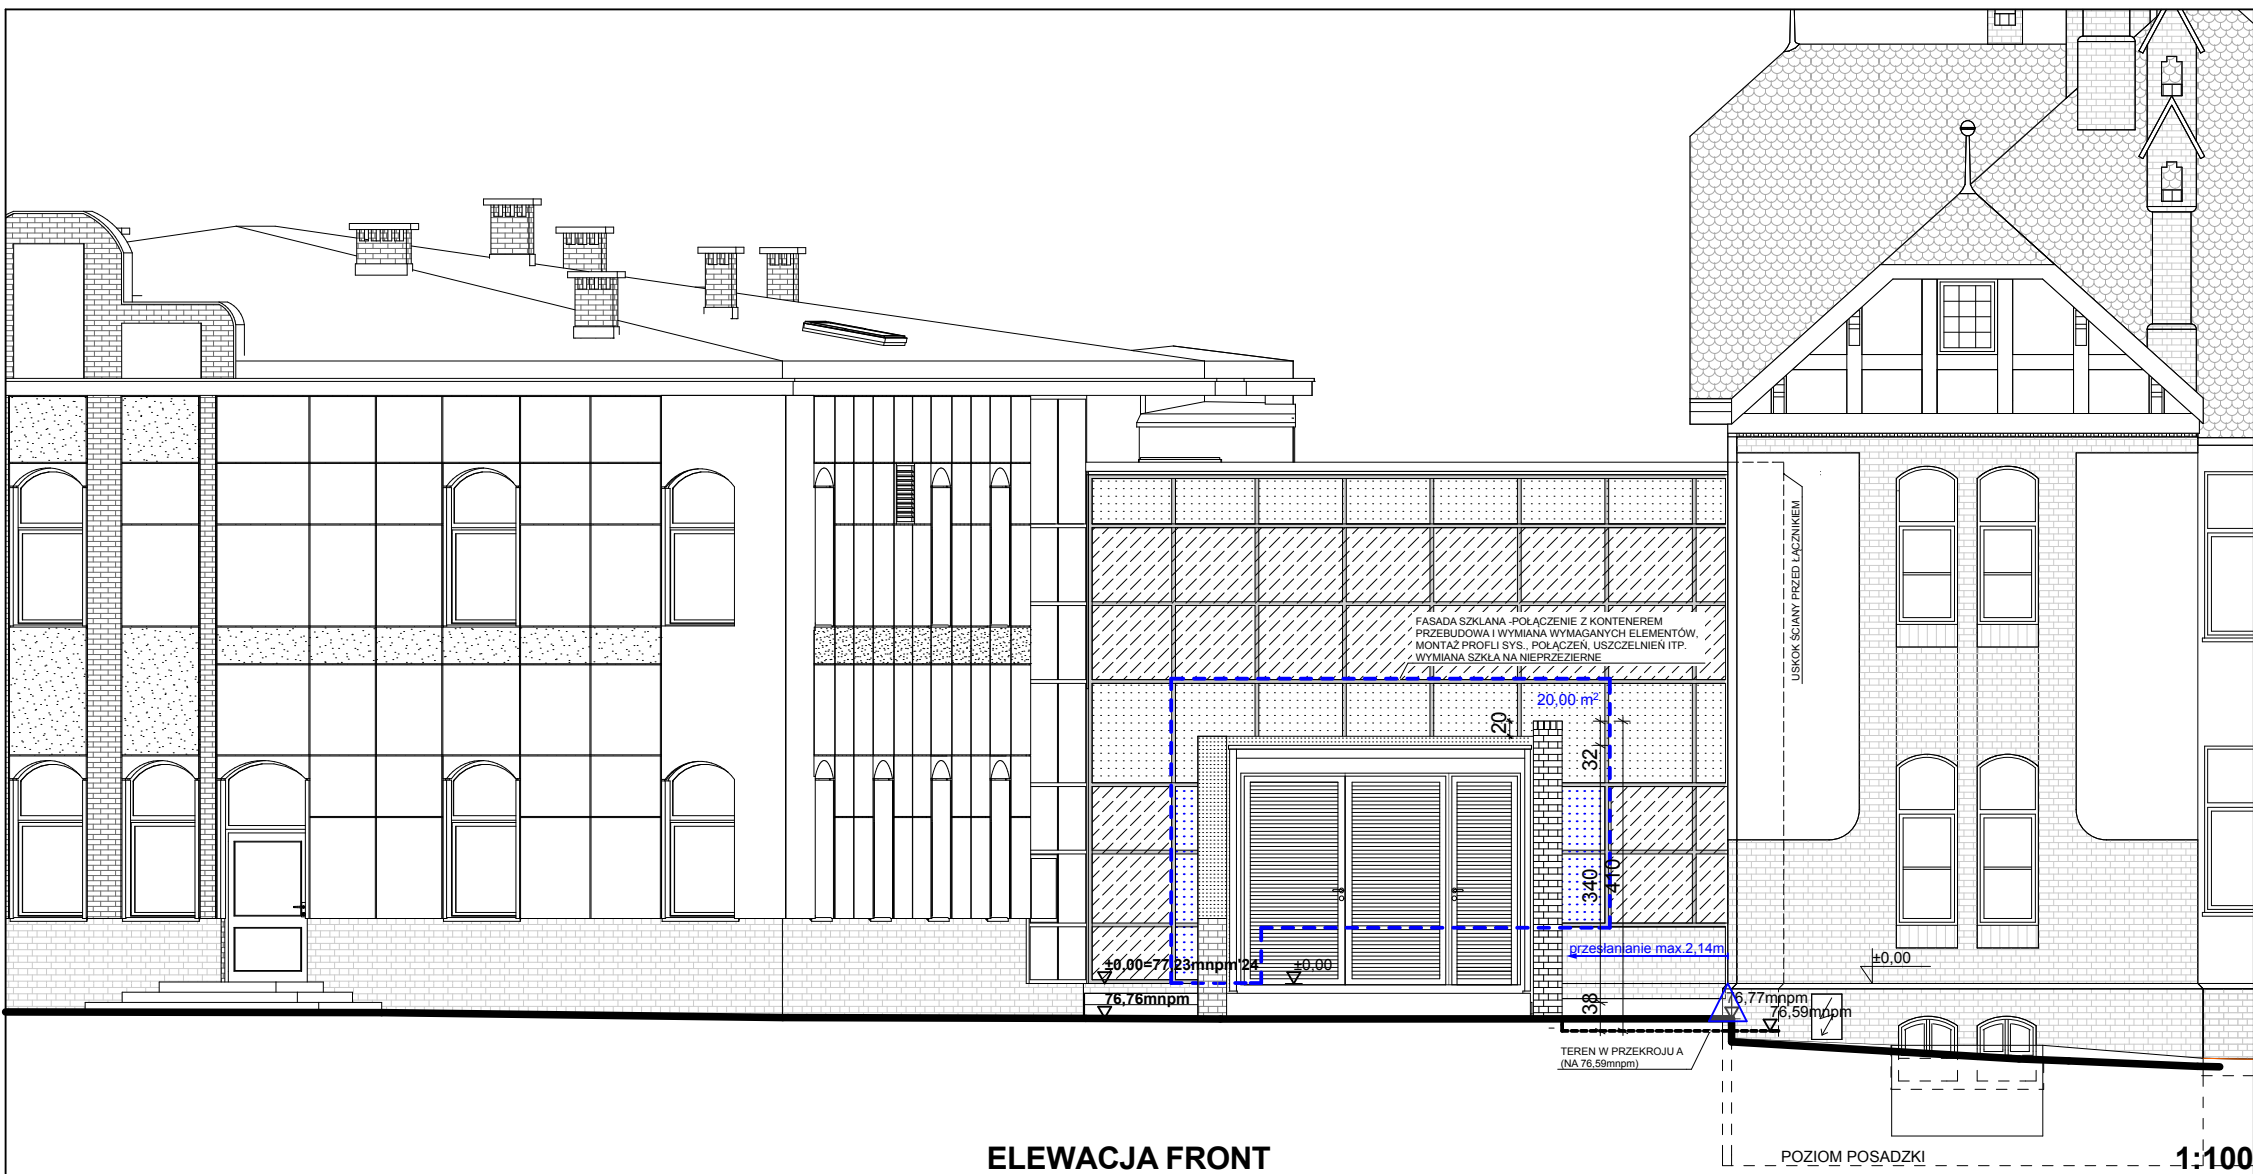 USKOK ŚCIANY PRZED ŁĄCZNIKIEM
FASADA SZKLANA -POŁĄCZENIE Z KONTENEREM
PRZEBUDOWA I WYMIANA WYMAGANYCH ELEMENTÓW,
MONTAŻ PROFLI SYS., POŁĄCZEŃ, USZCZELNIEŃ ITP.
WYMIANA SZKŁA NA NIEPRZEZIERNE
20,00 m²
20
32
340
410
38
przesłanianie max.2,14m
±0,00=77,23mnpm'24
±0,00
±0,00
76,76mnpm
76,77mnpm
76,59mnpm
TEREN W PRZEKROJU A
(NA 76,59mnpm)
ELEWACJA FRONT
POZIOM POSADZKI
1:100